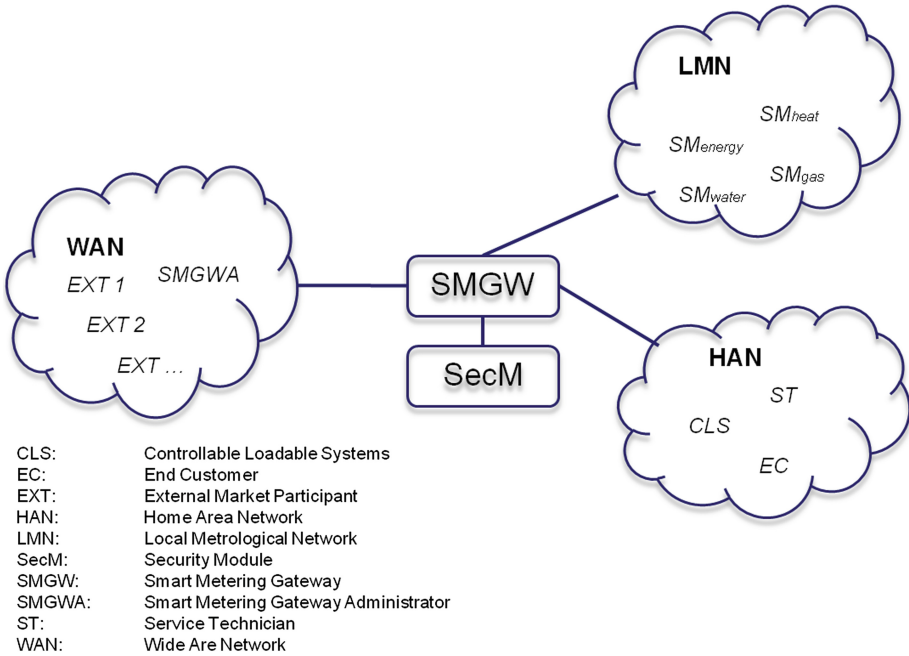 LMN
SMheat
SMenergy
SMgas
SMwater
WAN
EXT 1
SMGWA
EXT 2
EXT ...
SMGW
SecM
HAN
ST
CLS
EC
CLS: Controllable Loadable Systems
EC: End Customer
EXT: External Market Participant
HAN: Home Area Network
LMN: Local Metrological Network
SecM: Security Module
SMGW: Smart Metering Gateway
SMGWA: Smart Metering Gateway Administrator
ST: Service Technician
WAN: Wide Are Network